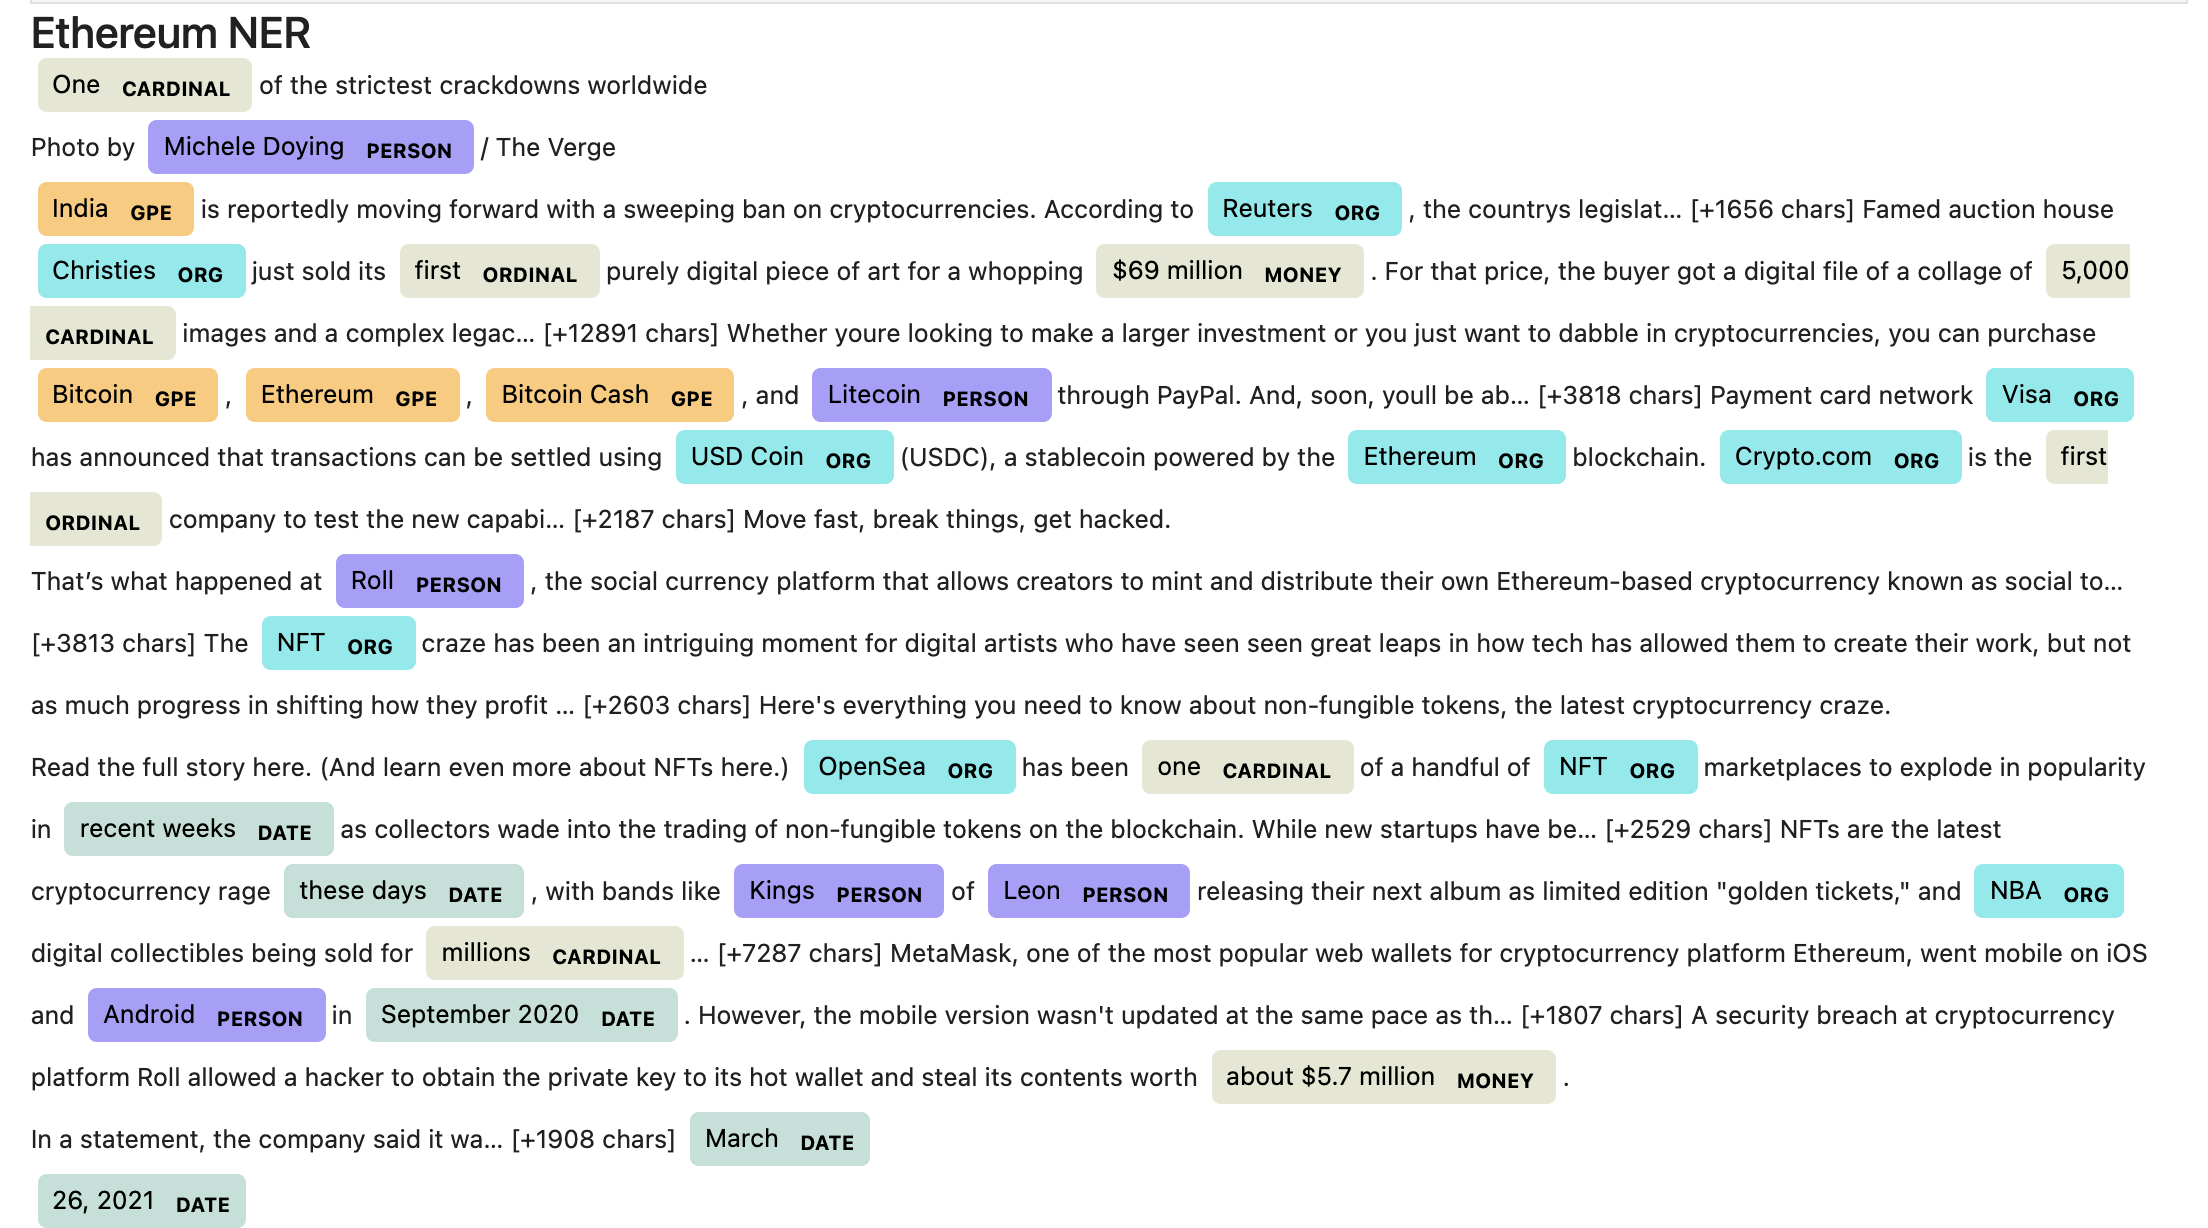 Ethereum NER
One CARDINAL of the strictest crackdowns worldwide
Photo by Michele Doying PERSON / The Verge
India GPE is reportedly moving forward with a sweeping ban on cryptocurrencies. According to Reuters ORG , the countrys legislat… [+1656 chars] Famed auction house
Christies ORG just sold its first ORDINAL purely digital piece of art for a whopping $69 million MONEY . For that price, the buyer got a digital file of a collage of 5,000
CARDINAL images and a complex legac… [+12891 chars] Whether youre looking to make a larger investment or you just want to dabble in cryptocurrencies, you can purchase
Bitcoin GPE , Ethereum GPE , Bitcoin Cash GPE , and Litecoin PERSON through PayPal. And, soon, youll be ab… [+3818 chars] Payment card network Visa ORG
has announced that transactions can be settled using USD Coin ORG (USDC), a stablecoin powered by the Ethereum ORG blockchain. Crypto.com ORG is the first
ORDINAL company to test the new capabi… [+2187 chars] Move fast, break things, get hacked.
That’s what happened at Roll PERSON , the social currency platform that allows creators to mint and distribute their own Ethereum-based cryptocurrency known as social to…
[+3813 chars] The NFT ORG craze has been an intriguing moment for digital artists who have seen seen great leaps in how tech has allowed them to create their work, but not
as much progress in shifting how they profit … [+2603 chars] Here's everything you need to know about non-fungible tokens, the latest cryptocurrency craze.
Read the full story here. (And learn even more about NFTs here.) OpenSea ORG has been one CARDINAL of a handful of NFT ORG marketplaces to explode in popularity
in recent weeks DATE as collectors wade into the trading of non-fungible tokens on the blockchain. While new startups have be… [+2529 chars] NFTs are the latest
cryptocurrency rage these days DATE , with bands like Kings PERSON of Leon PERSON releasing their next album as limited edition "golden tickets," and NBA ORG
digital collectibles being sold for millions CARDINAL … [+7287 chars] MetaMask, one of the most popular web wallets for cryptocurrency platform Ethereum, went mobile on iOS
and Android PERSON in September 2020 DATE . However, the mobile version wasn't updated at the same pace as th… [+1807 chars] A security breach at cryptocurrency
platform Roll allowed a hacker to obtain the private key to its hot wallet and steal its contents worth about $5.7 million MONEY .
In a statement, the company said it wa… [+1908 chars] March DATE
26, 2021 DATE